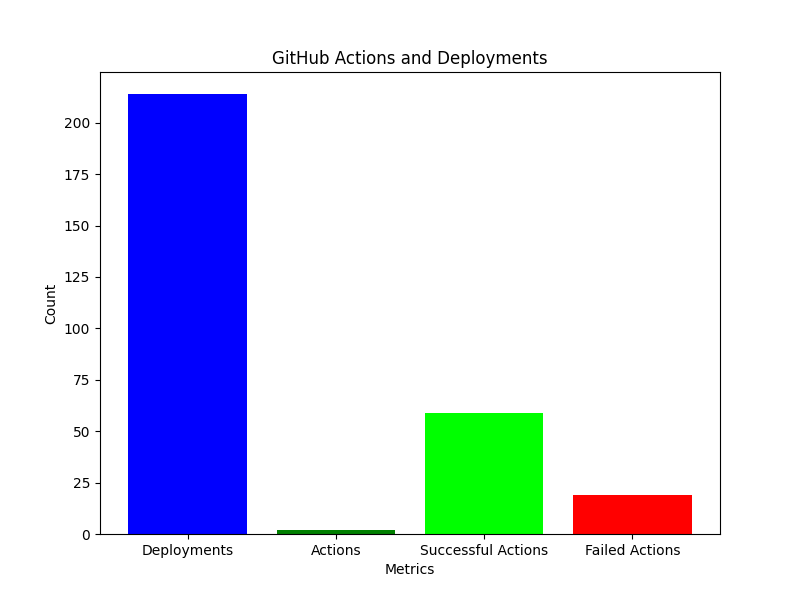 GitHub Actions and Deployments
200
175
150
125
100
75
50
25
0
Count
Deployments Actions Successful Actions Failed Actions
Metrics